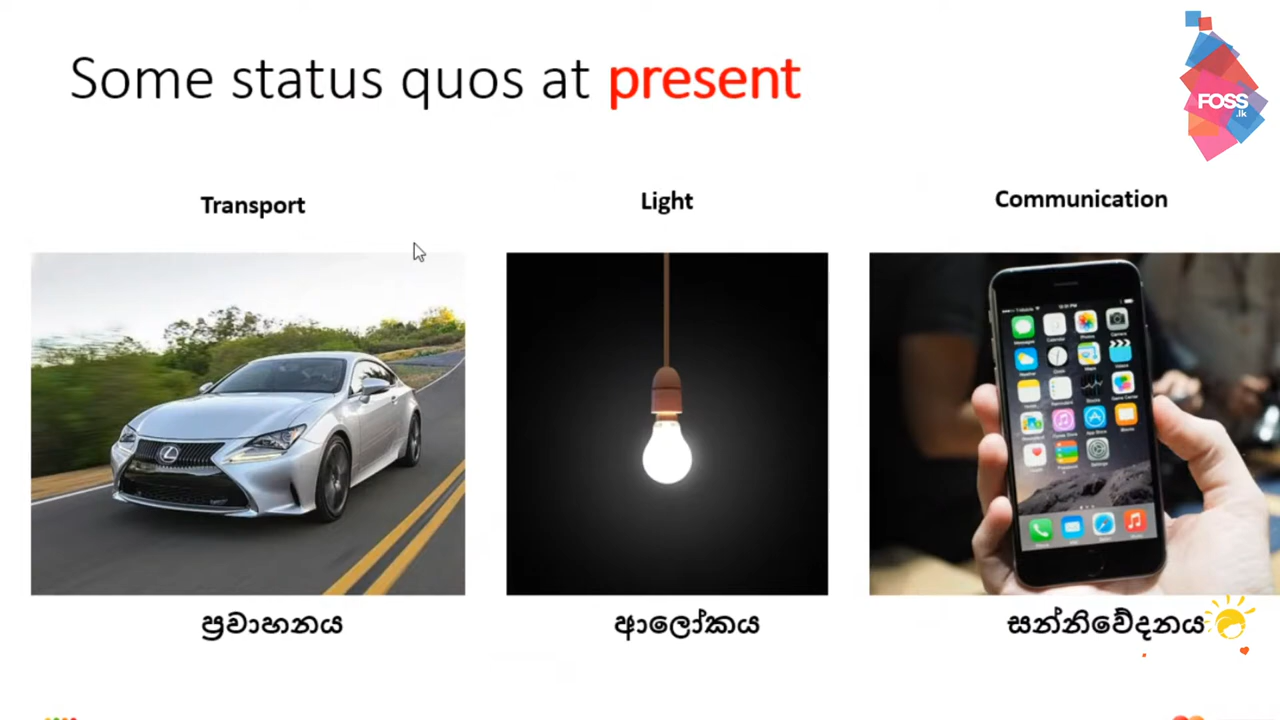 Some status quos at present
FOSS
.lk
Transport
Light
Communication
ප්‍රවාහනය
ආලෝකය
සන්නිවේදනය